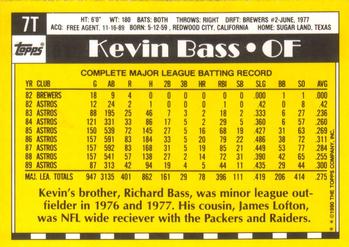 7T
HT: 6'0" WT: 180 BATS: BOTH THROWS: RIGHT DRFT: BREWERS #2-JUNE, 1977
ACQ: FREE AGENT, 11-16-89 BORN: 5-12-59, REDWOOD CITY, CALIFORNIA HOME: SUGAR LAND, TEXAS
Topps Kevin Bass • OF
COMPLETE MAJOR LEAGUE BATTING RECORD
YR CLUB G AB R H 2B 3B HR RBI SB SLG BB SO AVG
82 BREWERS 18 9 4 0 0 0 0 0 0 .000 1 1 .000
82 ASTROS 12 24 2 1 0 0 0 1 0 .042 0 8 .042
83 ASTROS 88 195 25 46 7 3 2 18 2 .333 6 27 .236
84 ASTROS 121 331 33 86 17 5 2 29 5 .360 6 57 .260
85 ASTROS 150 539 72 145 27 5 16 68 19 .427 31 63 .269
86 ASTROS 157 591 83 184 33 5 20 79 22 .486 38 72 .311
87 ASTROS 157 592 83 168 31 5 19 85 21 .451 53 77 .284
88 ASTROS 157 541 57 138 27 2 14 72 31 .390 42 65 .255
89 ASTROS 87 313 42 94 19 4 5 44 11 .435 29 44 .300
MAJ. LEA. TOTALS 947 3135 401 862 161 29 78 396 111 .419 206 414 .275
Kevin's brother, Richard Bass, was minor league out-
fielder in 1976 and 1977. His cousin, James Lofton,
was NFL wide reciever with the Packers and Raiders.
* * ©1990 THE TOPPS COMPANY, INC.